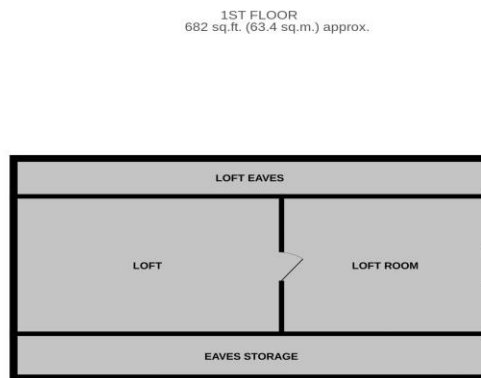 1ST FLOOR
682 sq.ft. (63.4 sq.m.) approx.
LOFT EAVES
LOFT
LOFT ROOM
EAVES STORAGE